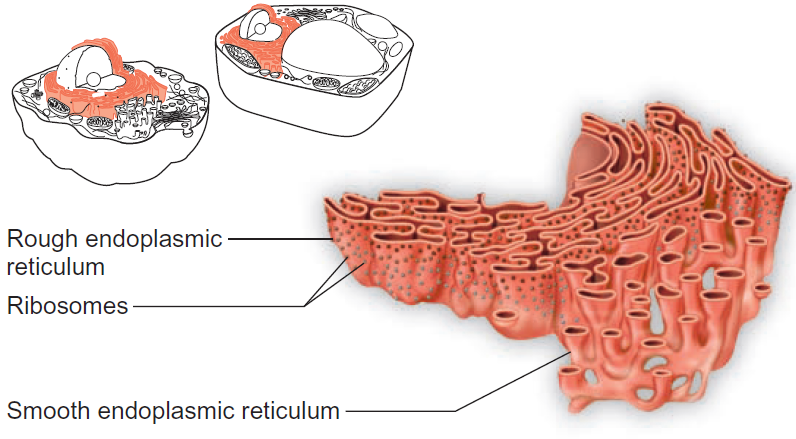 Rough endoplasmic
reticulum
Ribosomes
Smooth endoplasmic reticulum